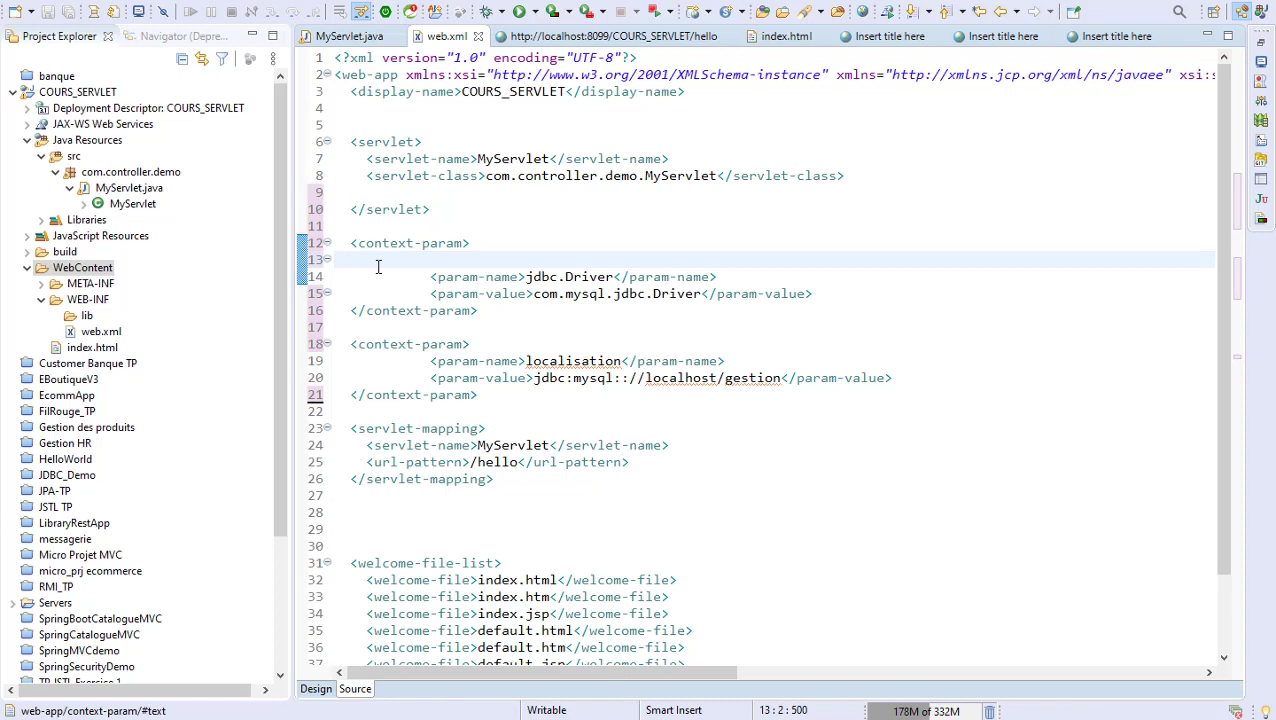 Project Explorer
Navigator (Depre...
MyServlet.java
web.xml
http://localhost:8099/COURS_SERVLET/hello
index.html
Insert title here
Insert title here
Insert title here
banque
COURS_SERVLET
Deployment Descriptor: COURS_SERVLET
JAX-WS Web Services
Java Resources
src
com.controller.demo
MyServlet.java
MyServlet
Libraries
JavaScript Resources
build
WebContent
META-INF
WEB-INF
lib
web.xml
index.html
Customer Banque TP
EBoutiqueV3
EcommApp
FilRouge_TP
Gestion des produits
Gestion HR
HelloWorld
JDBC_Demo
JPA-TP
JSTL TP
LibraryRestApp
messagerie
Micro Projet MVC
micro_prj ecommerce
RMI_TP
Servers
SpringBootCatalogueMVC
SpringCatalogueMVC
SpringMVCdemo
SpringSecurityDemo
TP JSTL Exercice 1
1 <?xml version="1.0" encoding="UTF-8"?>
2 <web-app xmlns:xsi="http://www.w3.org/2001/XMLSchema-instance" xmlns="http://xmlns.jcp.org/xml/ns/javaee" xsi:s
3 <display-name>COURS_SERVLET</display-name>
4
5
6 <servlet>
7 <servlet-name>MyServlet</servlet-name>
8 <servlet-class>com.controller.demo.MyServlet</servlet-class>
9
10 </servlet>
11
12 <context-param>
13
14 <param-name>jdbc.Driver</param-name>
15 <param-value>com.mysql.jdbc.Driver</param-value>
16 </context-param>
17
18 <context-param>
19 <param-name>localisation</param-name>
20 <param-value>jdbc:mysql:://localhost/gestion</param-value>
21 </context-param>
22
23 <servlet-mapping>
24 <servlet-name>MyServlet</servlet-name>
25 <url-pattern>/hello</url-pattern>
26 </servlet-mapping>
27
28
29
30
31 <welcome-file-list>
32 <welcome-file>index.html</welcome-file>
33 <welcome-file>index.htm</welcome-file>
34 <welcome-file>index.jsp</welcome-file>
35 <welcome-file>default.html</welcome-file>
36 <welcome-file>default.htm</welcome-file>
37 <welcome-file>default.jsp</welcome-file>
Design
Source
web-app/context-param/#text
Writable
Smart Insert
13 : 2 : 500
178M of 332M